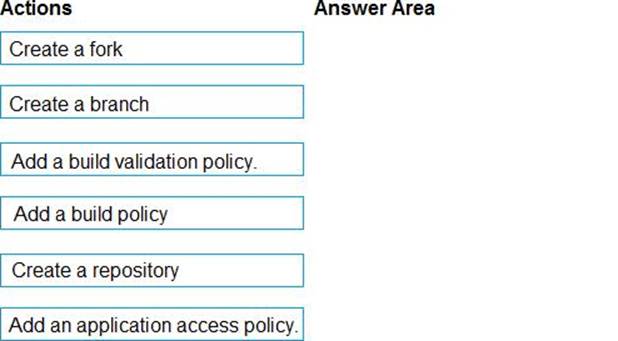 Actions
Answer Area
Create a fork
Create a branch
Add a build validation policy.
Add a build policy
Create a repository
Add an application access policy.